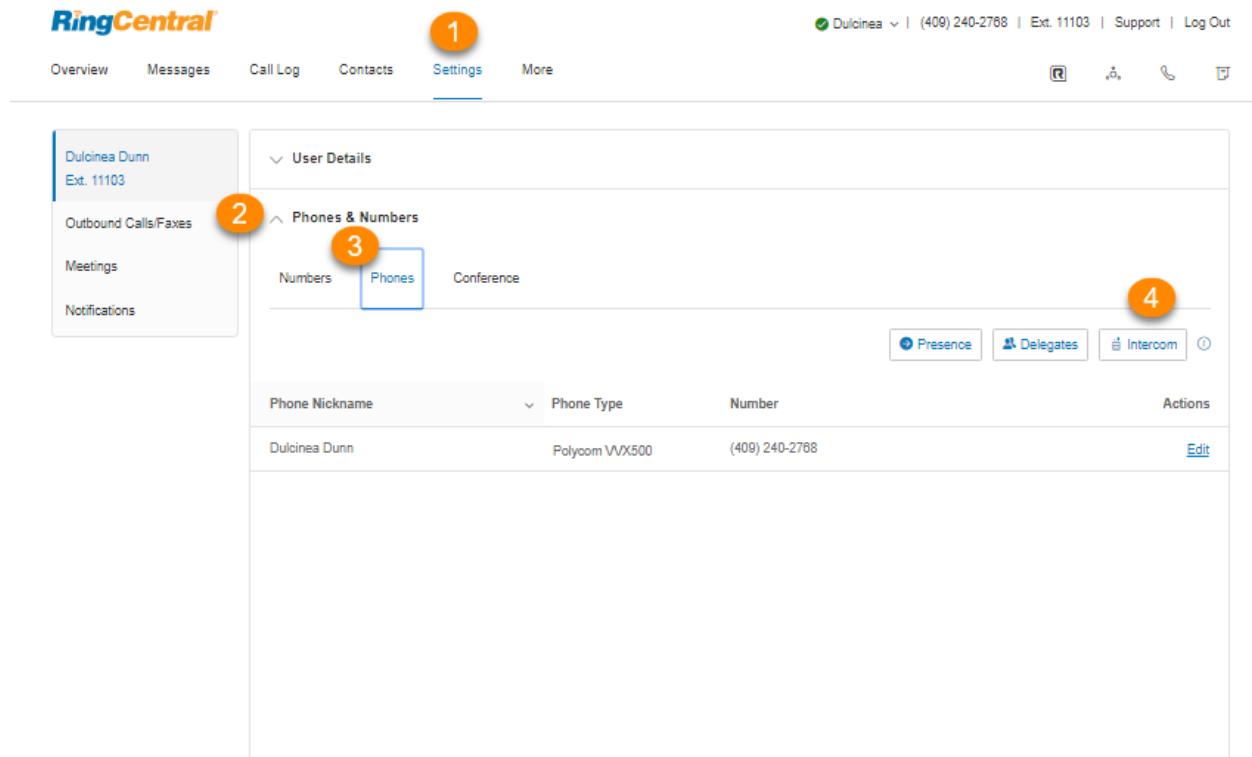 RingCentral
1
Dulcinea | (409) 240-2768 | Ext. 11103 | Support | Log Out
Overview Messages Call Log Contacts Settings More
Dulcinea Dunn
Ext. 11103
Outbound Calls/Faxes
Meetings
Notifications
User Details
2 Phones & Numbers
3
Numbers Phones Conference
4
Presence Delegates Intercom
Phone Nickname Phone Type Number Actions
Dulcinea Dunn Polycom VVX500 (409) 240-2768 Edit